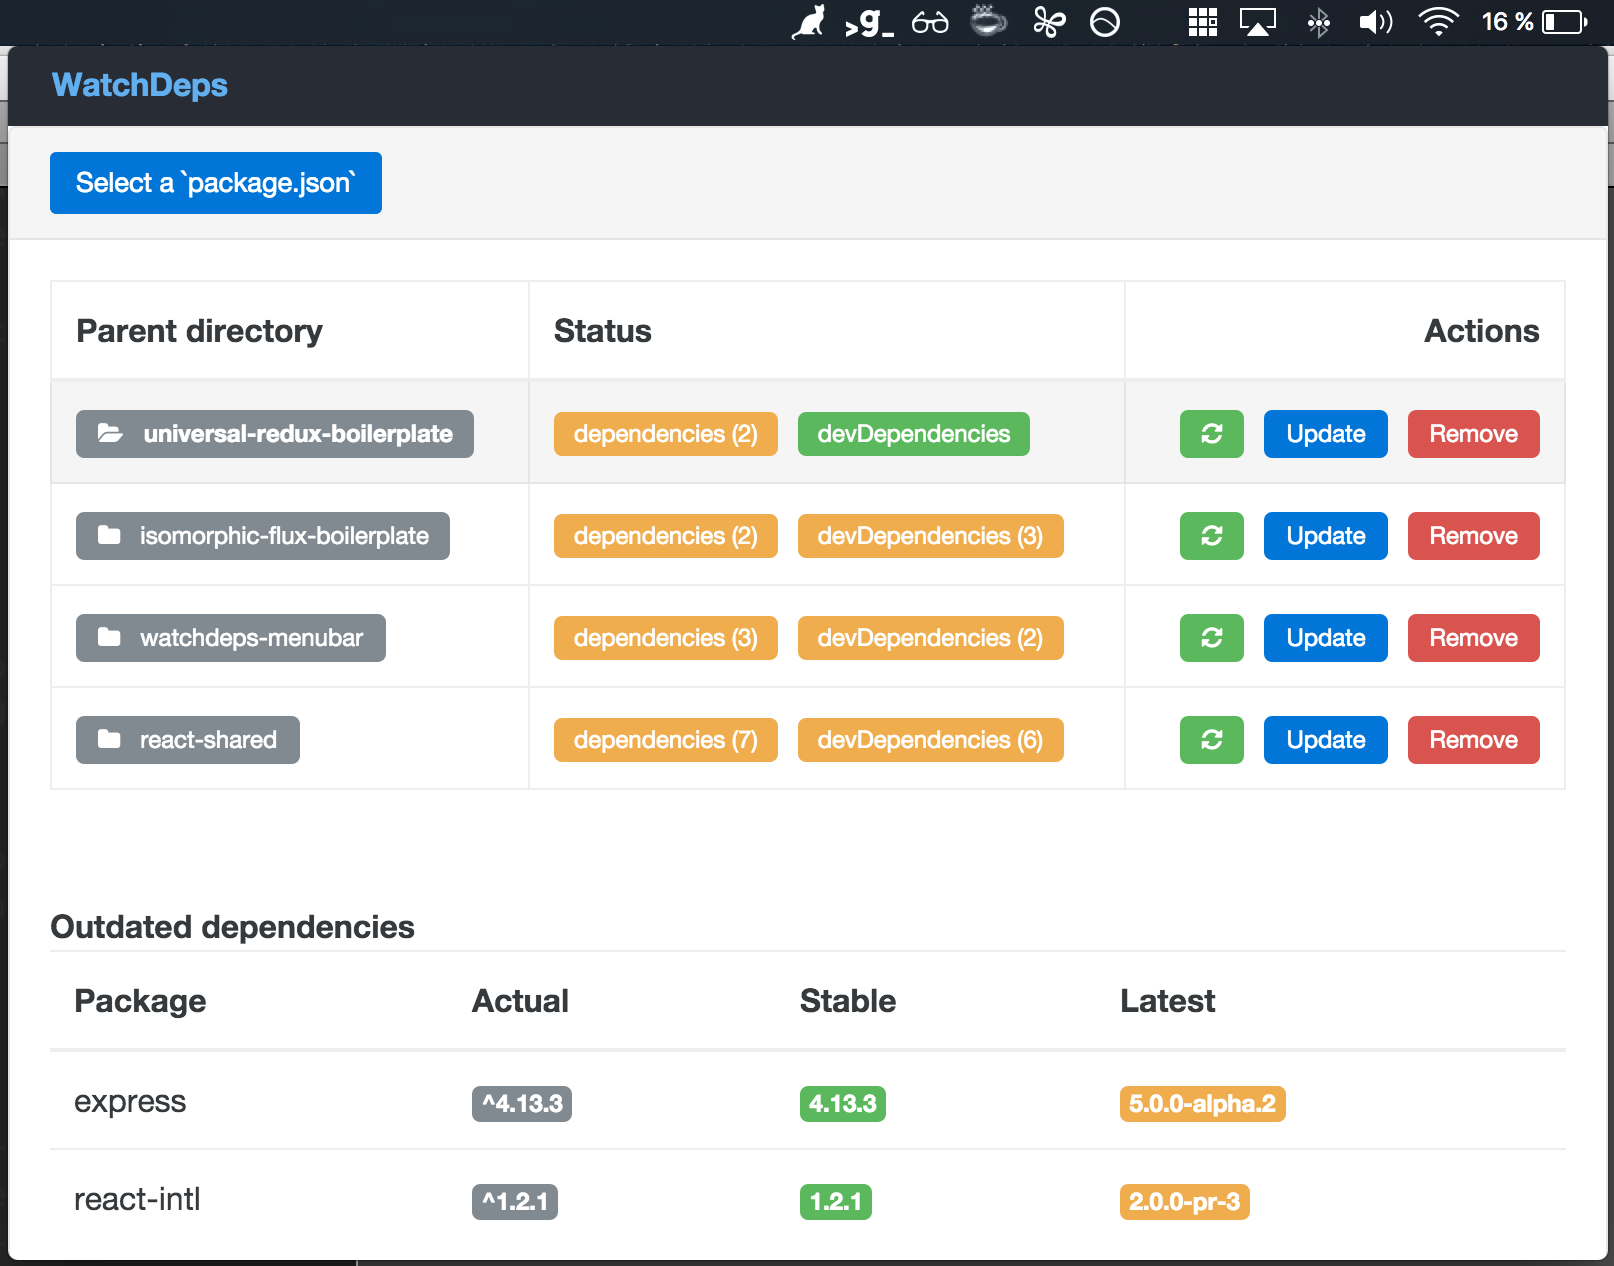 >g_ 16 %
WatchDeps
Select a `package.json`
Parent directory Status Actions
universal-redux-boilerplate dependencies (2) devDependencies Update Remove
isomorphic-flux-boilerplate dependencies (2) devDependencies (3) Update Remove
watchdeps-menubar dependencies (3) devDependencies (2) Update Remove
react-shared dependencies (7) devDependencies (6) Update Remove
Outdated dependencies
Package Actual Stable Latest
express ^4.13.3 4.13.3 5.0.0-alpha.2
react-intl ^1.2.1 1.2.1 2.0.0-pr-3